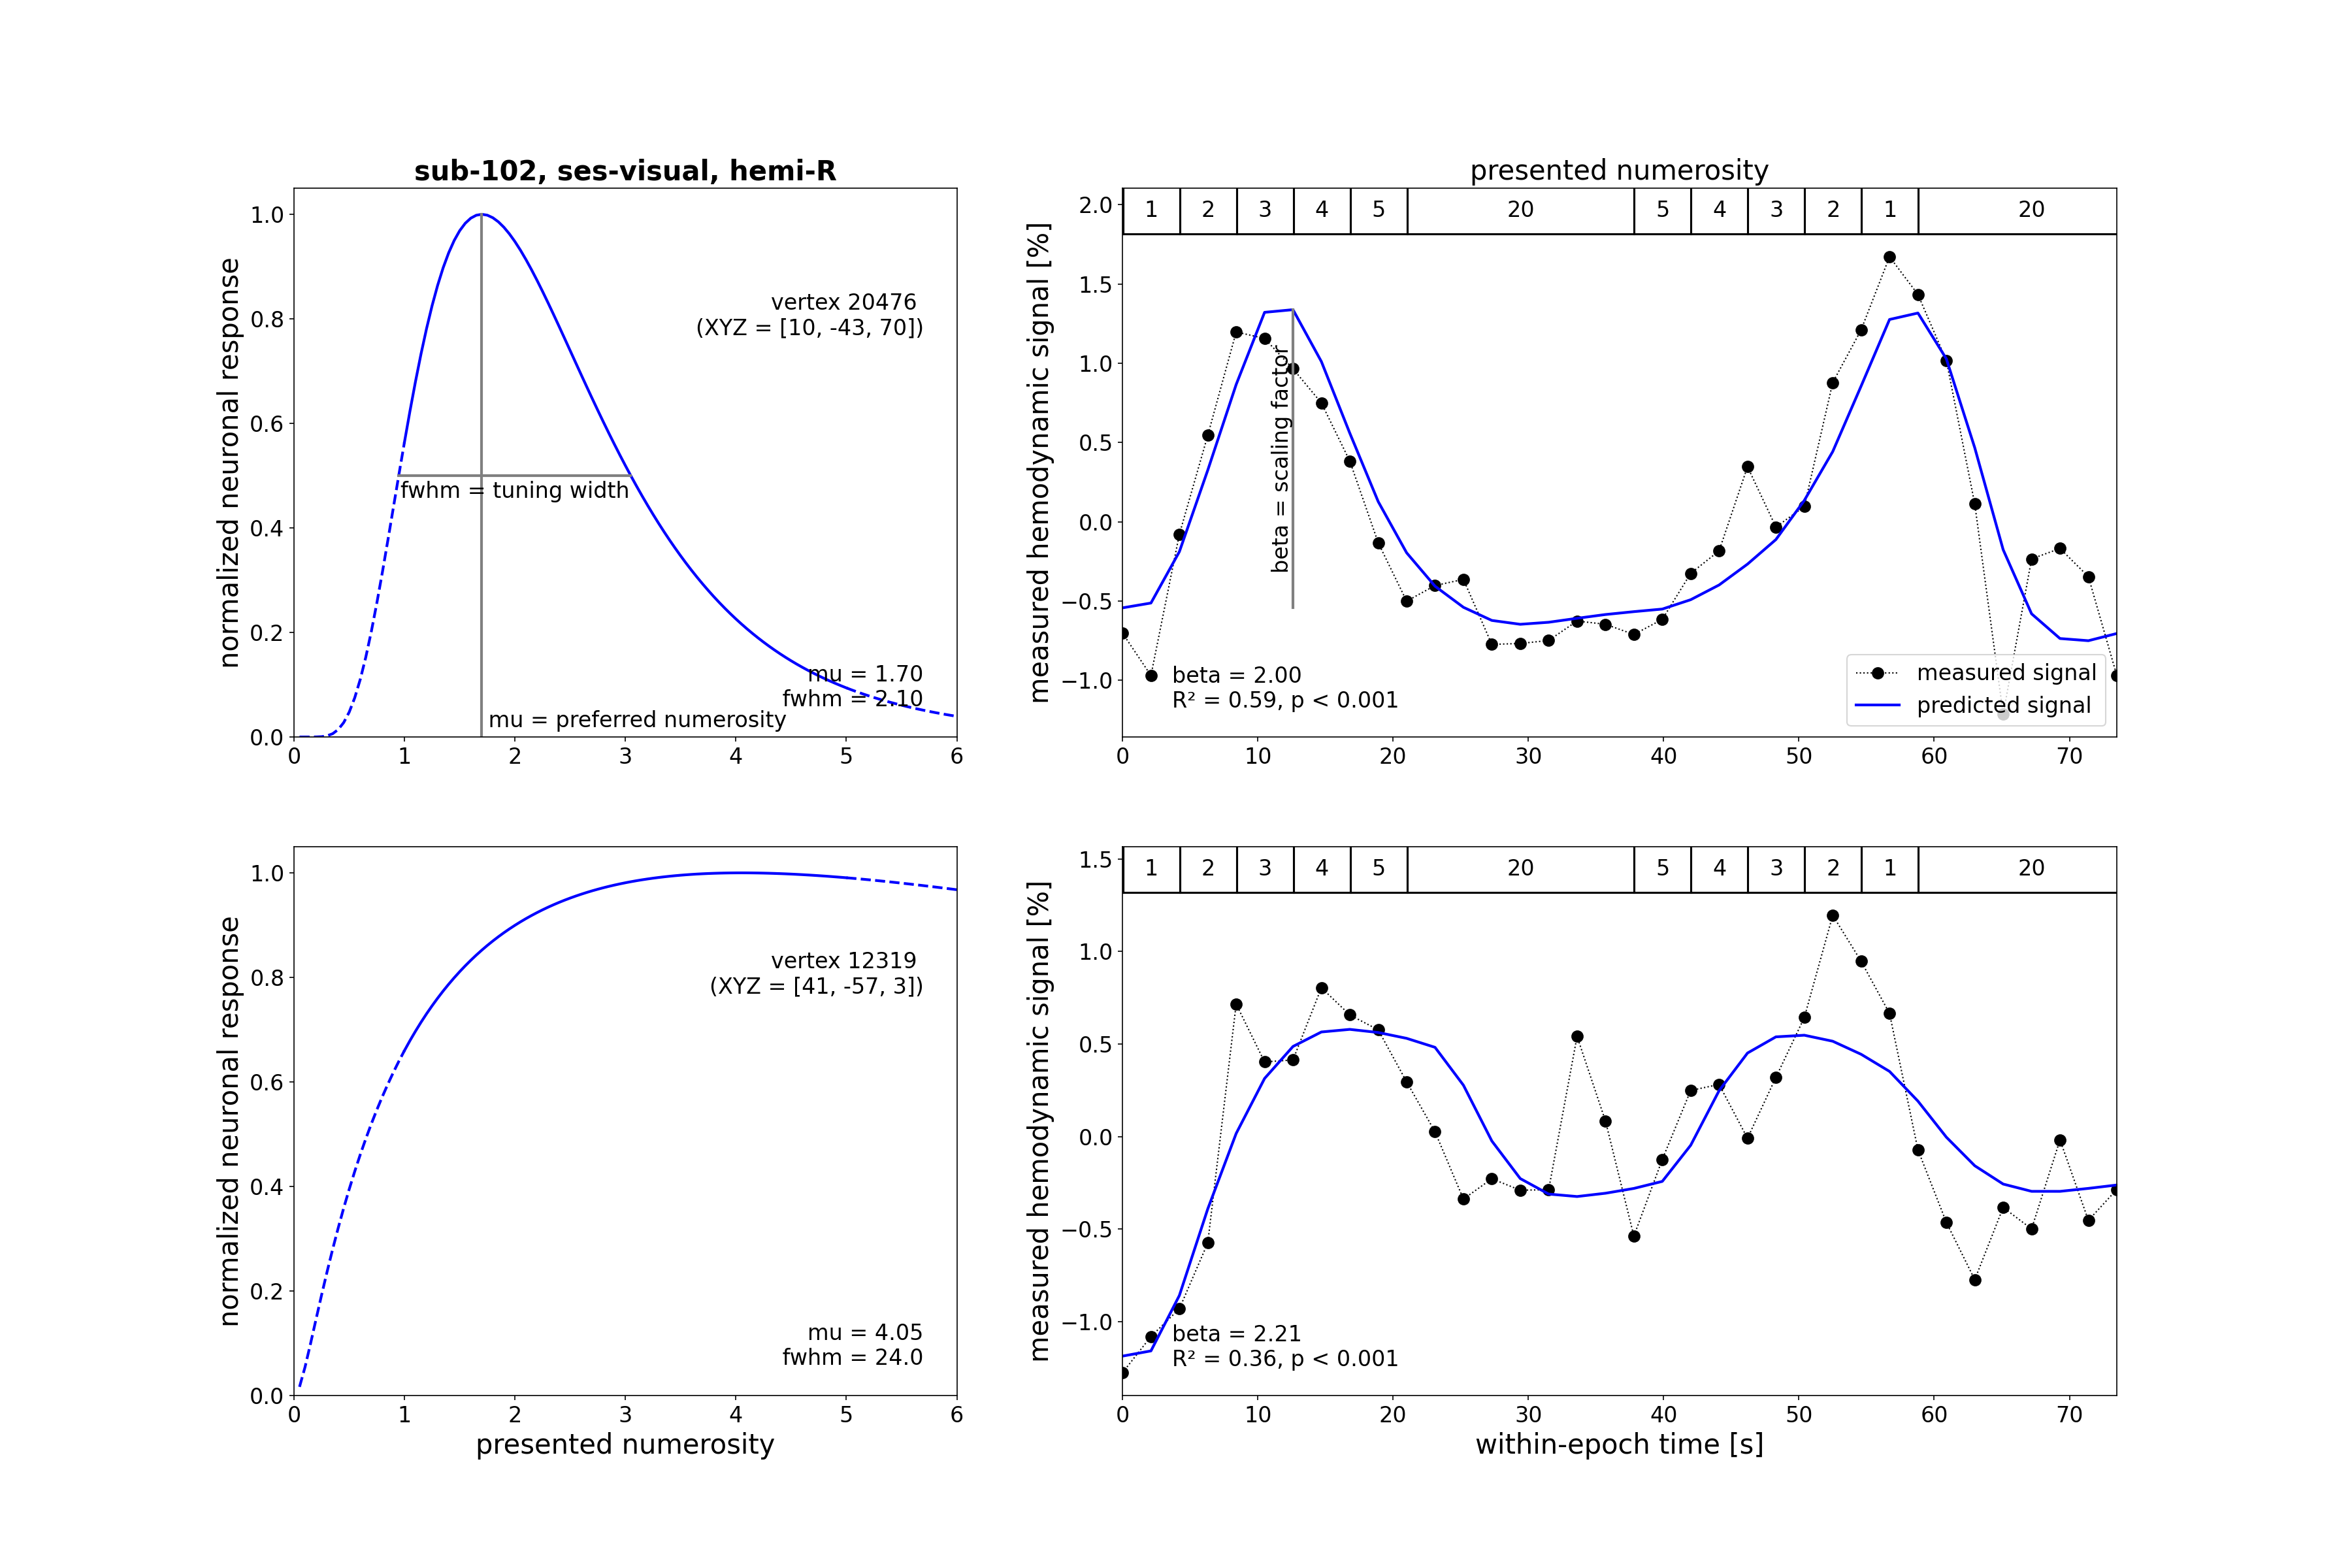 sub-102, ses-visual, hemi-R
normalized neuronal response
1.0
0.8
0.6
0.4
0.2
0.0
vertex 20476
(XYZ = [10, -43, 70])
fwhm = tuning width
mu = 1.70
fwhm = 2.10
mu = preferred numerosity
0 1 2 3 4 5 6
presented numerosity
measured hemodynamic signal [%]
2.0
1.5
1.0
0.5
0.0
−0.5
−1.0
1 2 3 4 5 20 5 4 3 2 1 20
beta = scaling factor
beta = 2.00
R² = 0.59, p < 0.001
measured signal
predicted signal
0 10 20 30 40 50 60 70
normalized neuronal response
1.0
0.8
0.6
0.4
0.2
0.0
vertex 12319
(XYZ = [41, -57, 3])
mu = 4.05
fwhm = 24.0
0 1 2 3 4 5 6
presented numerosity
measured hemodynamic signal [%]
1.5
1.0
0.5
0.0
−0.5
−1.0
1 2 3 4 5 20 5 4 3 2 1 20
beta = 2.21
R² = 0.36, p < 0.001
0 10 20 30 40 50 60 70
within-epoch time [s]